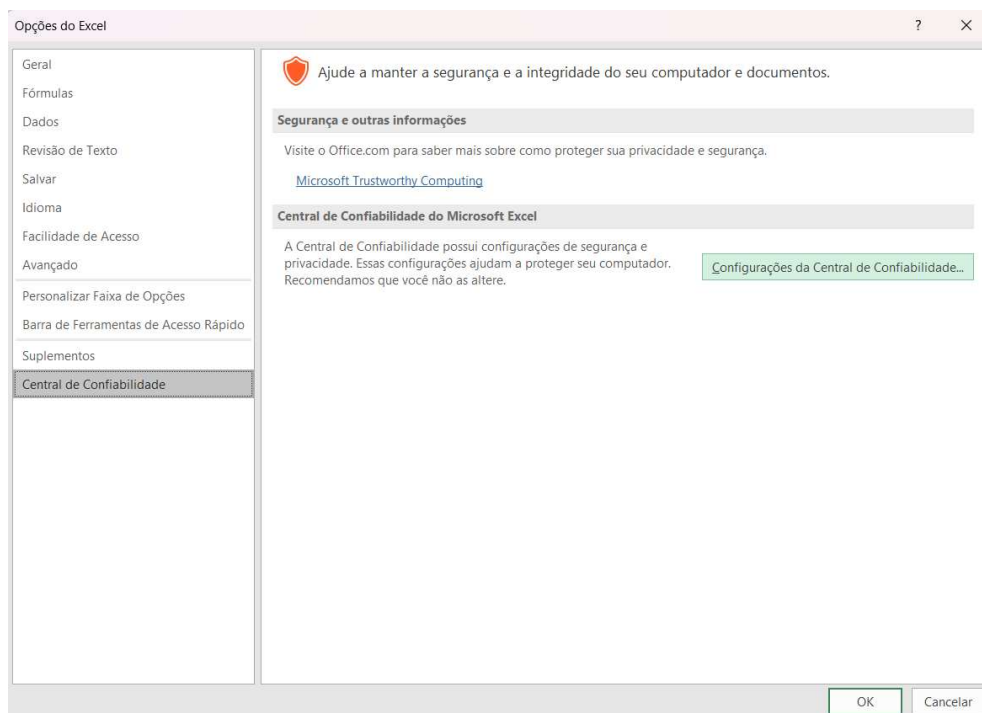 Opções do Excel
?
Geral
Fórmulas
Dados
Revisão de Texto
Salvar
Idioma
Facilidade de Acesso
Avançado
Personalizar Faixa de Opções
Barra de Ferramentas de Acesso Rápido
Suplementos
Central de Confiabilidade
Ajude a manter a segurança e a integridade do seu computador e documentos.
Segurança e outras informações
Visite o Office.com para saber mais sobre como proteger sua privacidade e segurança.
Microsoft Trustworthy Computing
Central de Confiabilidade do Microsoft Excel
A Central de Confiabilidade possui configurações de segurança e
privacidade. Essas configurações ajudam a proteger seu computador.
Recomendamos que você não as altere.
Configurações da Central de Confiabilidade...
OK
Cancelar